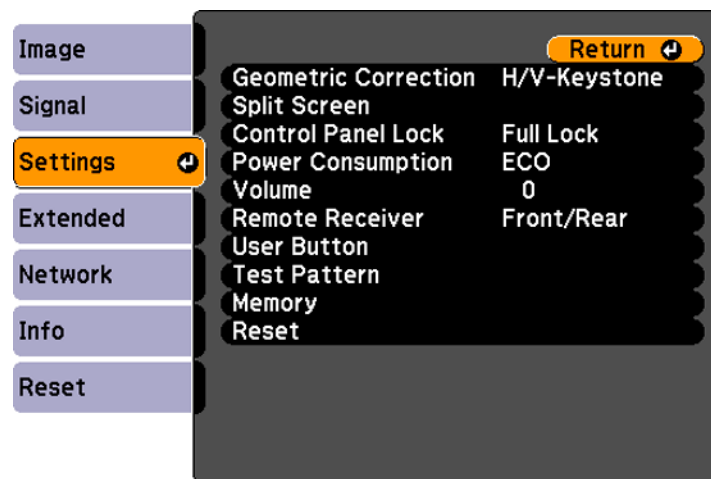 Image
Signal
Settings
Extended
Network
Info
Reset
Return
Geometric Correction H/V-Keystone
Split Screen
Control Panel Lock Full Lock
Power Consumption ECO
Volume 0
Remote Receiver Front/Rear
User Button
Test Pattern
Memory
Reset